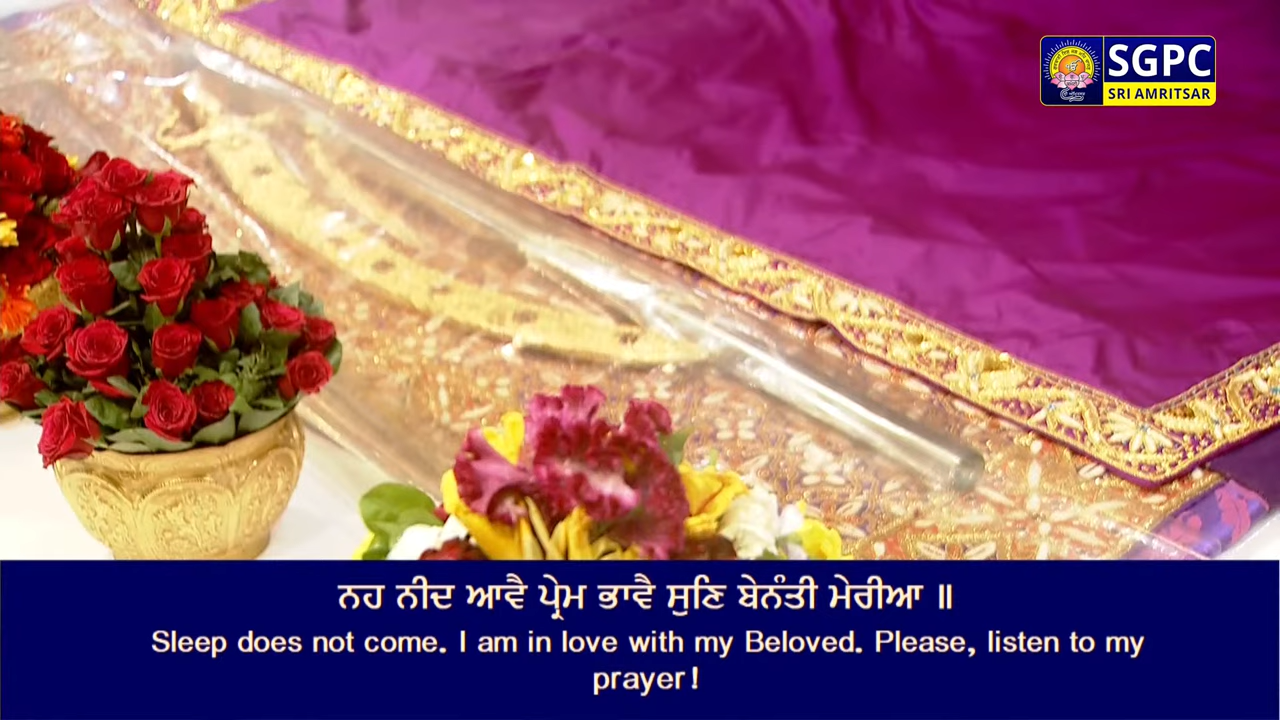 SGPC
SRI AMRITSAR
ਨਹ ਨੀਦ ਆਵੈ ਪ੍ਰੇਮ ਭਾਵੈ ਸੁਣਿ ਬੇਨੰਤੀ ਮੇਰੀਆ ॥
Sleep does not come. I am in love with my Beloved. Please, listen to my
prayer!